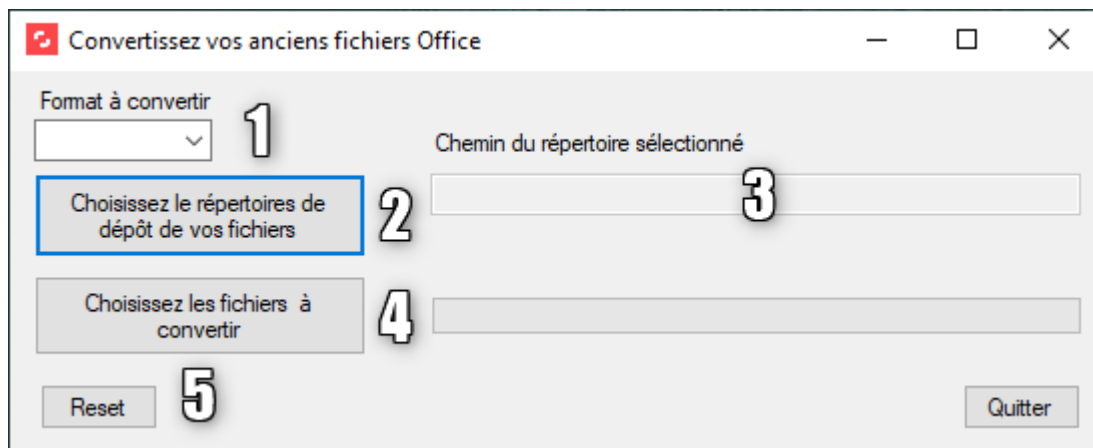 Convertissez vos anciens fichiers Office
Format à convertir
1
Chemin du répertoire sélectionné
Choisissez le répertoires de
dépôt de vos fichiers
2
3
Choisissez les fichiers à
convertir
4
5
Reset
Quitter